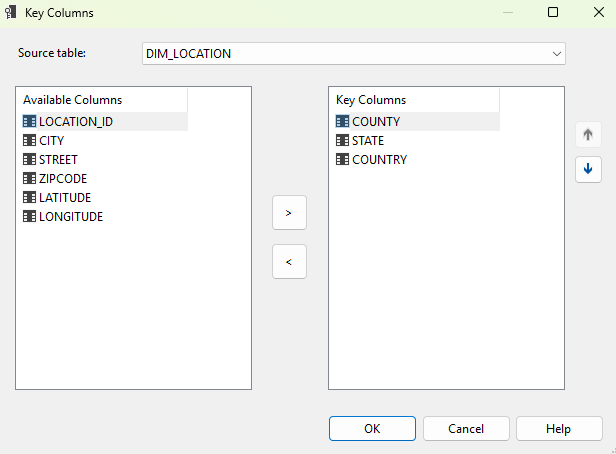 Key Columns
Source table:
DIM_LOCATION
Available Columns
LOCATION_ID
CITY
STREET
ZIPCODE
LATITUDE
LONGITUDE
>
<
Key Columns
COUNTY
STATE
COUNTRY
OK
Cancel
Help